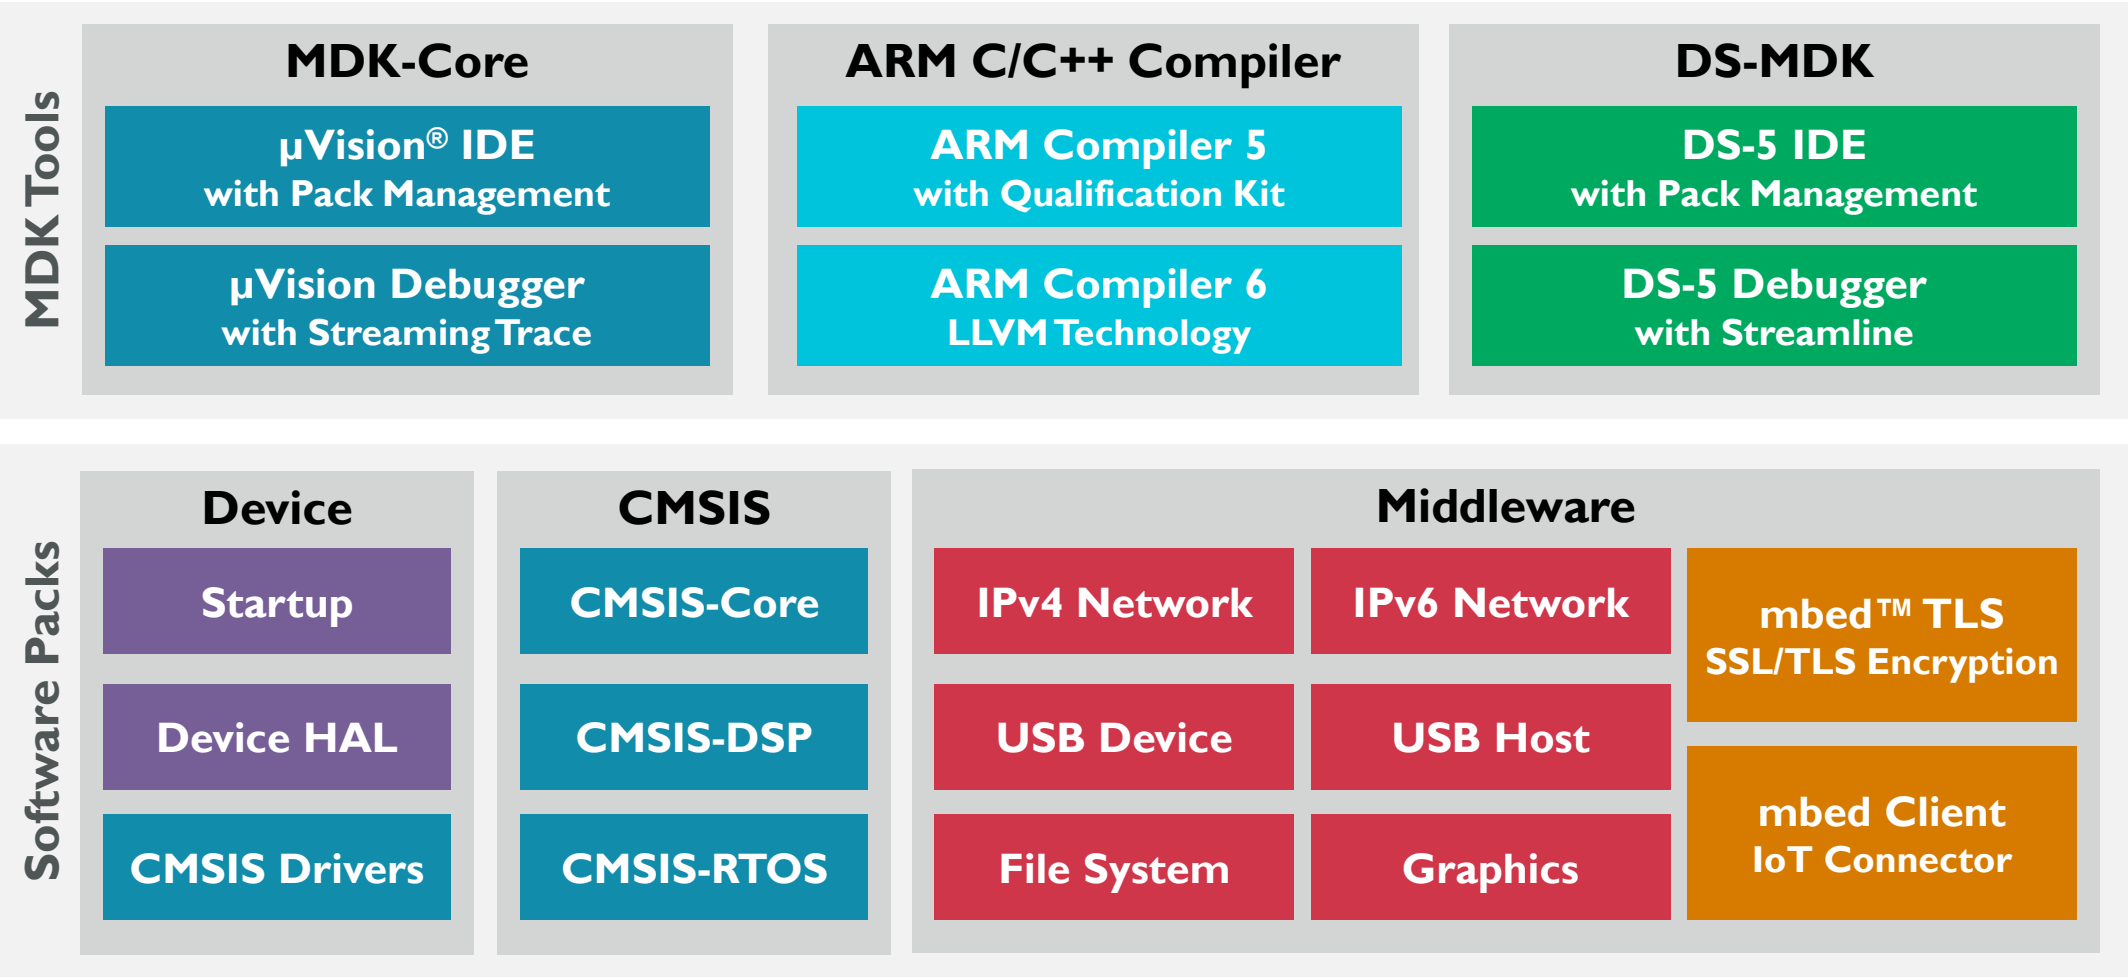 MDK Tools
MDK-Core
µVision® IDE
with Pack Management
µVision Debugger
with Streaming Trace
ARM C/C++ Compiler
ARM Compiler 5
with Qualification Kit
ARM Compiler 6
LLVM Technology
DS-MDK
DS-5 IDE
with Pack Management
DS-5 Debugger
with Streamline
Software Packs
Device
Startup
Device HAL
CMSIS Drivers
CMSIS
CMSIS-Core
CMSIS-DSP
CMSIS-RTOS
Middleware
IPv4 Network
IPv6 Network
USB Device
USB Host
File System
Graphics
mbed™ TLS
SSL/TLS Encryption
mbed Client
IoT Connector